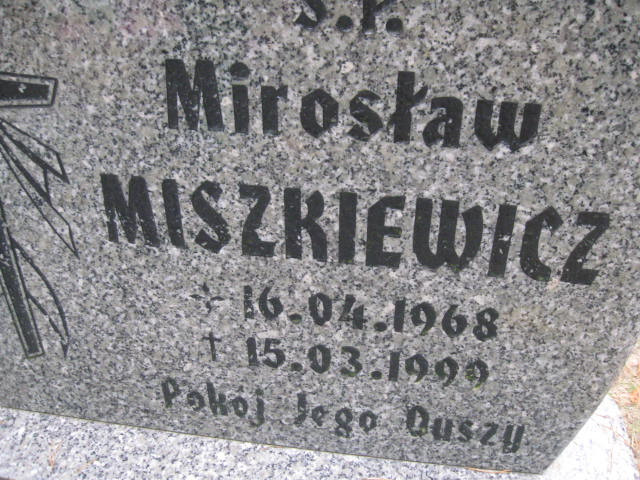 Ś.P.
Mirosław
MISZKIEWICZ
16.04.1968
† 15.03.1999
Pokój Jego Duszy